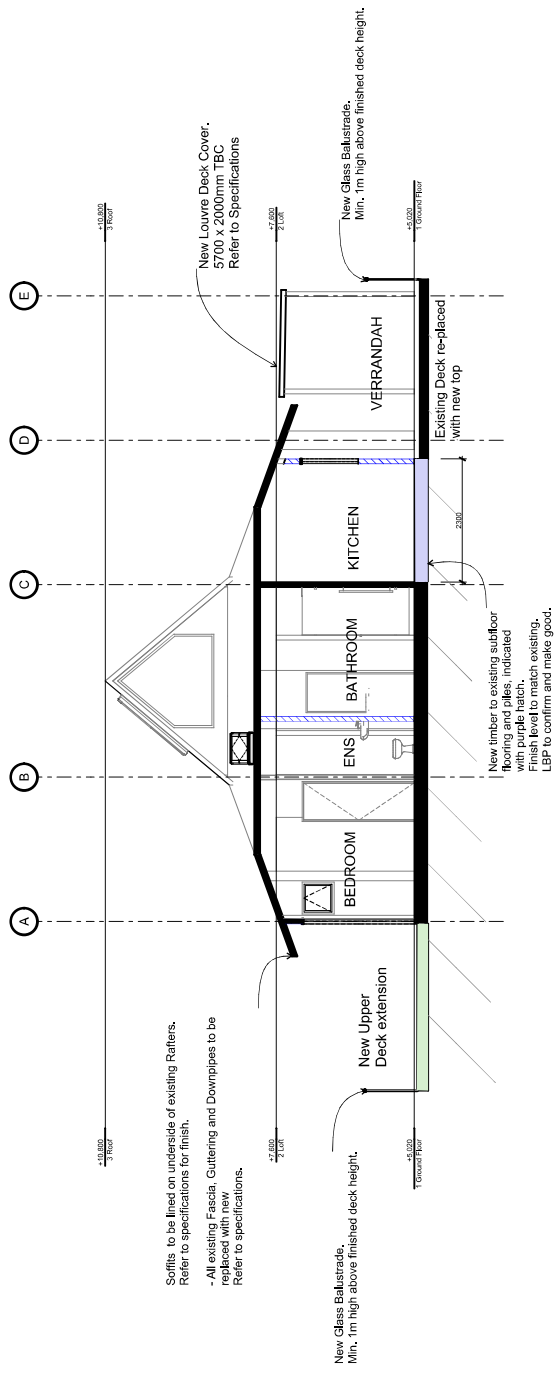 A
B
C
D
E
+10,800
3 Roof
+10,800
3 Roof
Soffits to be lined on underside of existing Rafters.
Refer to specifications for finish.
- All existing Fascia, Guttering and Downpipes to be
replaced with new
Refer to specifications.
New Louvre Deck Cover.
5700 x 2000mm TBC
Refer to Specifications
+7,600
2 Loft
+7,600
2 Loft
New Glass Balustrade.
Min. 1m high above finished deck height.
New Glass Balustrade.
Min. 1m high above finished deck height.
New Upper
Deck extension
BEDROOM
ENS
BATHROOM
KITCHEN
VERRANDAH
+5,020
1 Ground Floor
+5,020
1 Ground Floor
Existing Deck re-placed
with new top
2300
New timber to existing subfloor
flooring and piles, indicated
with purple hatch.
Finish level to match existing.
LBP to confirm and make good.